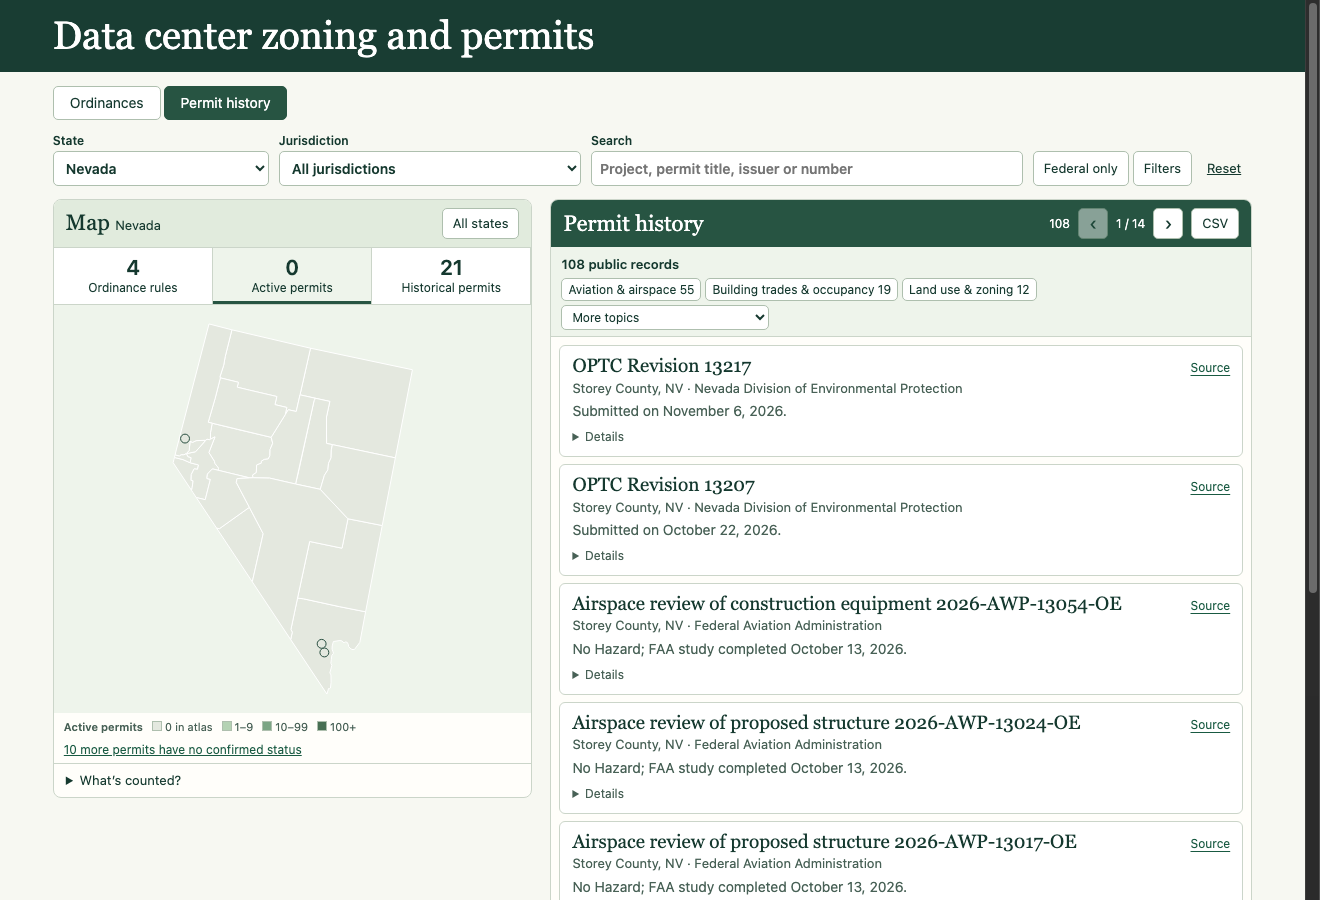 Data center zoning and permits
Ordinances
Permit history
State
Jurisdiction
Search
Nevada
All jurisdictions
Project, permit title, issuer or number
Federal only
Filters
Reset
Map Nevada
All states
4
Ordinance rules
0
Active permits
21
Historical permits
Active permits 0 in atlas 1–9 10–99 100+
10 more permits have no confirmed status
What's counted?
Permit history
108
1 / 14
CSV
108 public records
Aviation & airspace 55
Building trades & occupancy 19
Land use & zoning 12
More topics
OPTC Revision 13217
Source
Storey County, NV · Nevada Division of Environmental Protection
Submitted on November 6, 2026.
Details
OPTC Revision 13207
Source
Storey County, NV · Nevada Division of Environmental Protection
Submitted on October 22, 2026.
Details
Airspace review of construction equipment 2026-AWP-13054-OE
Source
Storey County, NV · Federal Aviation Administration
No Hazard; FAA study completed October 13, 2026.
Details
Airspace review of proposed structure 2026-AWP-13024-OE
Source
Storey County, NV · Federal Aviation Administration
No Hazard; FAA study completed October 13, 2026.
Details
Airspace review of proposed structure 2026-AWP-13017-OE
Source
Storey County, NV · Federal Aviation Administration
No Hazard; FAA study completed October 13, 2026.